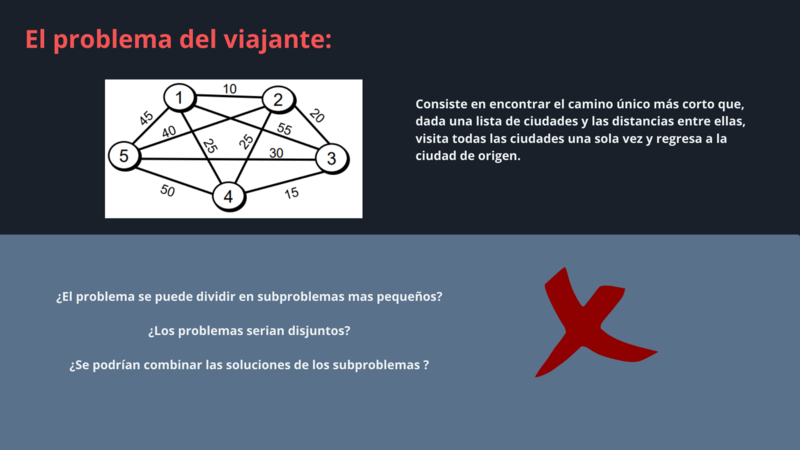 El problema del viajante:
1
10
2
45
20
40
55
25
25
5
30
3
50
4
15
Consiste en encontrar el camino único más corto que,
dada una lista de ciudades y las distancias entre ellas,
visita todas las ciudades una sola vez y regresa a la
ciudad de origen.
¿El problema se puede dividir en subproblemas mas pequeños?
¿Los problemas serian disjuntos?
¿Se podrían combinar las soluciones de los subproblemas ?